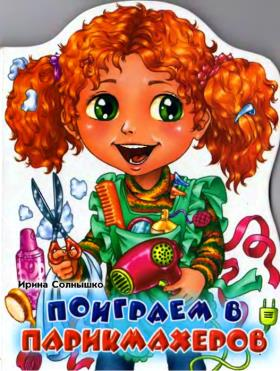 Ирина Солнышко
Поиграем в
парикмахеров